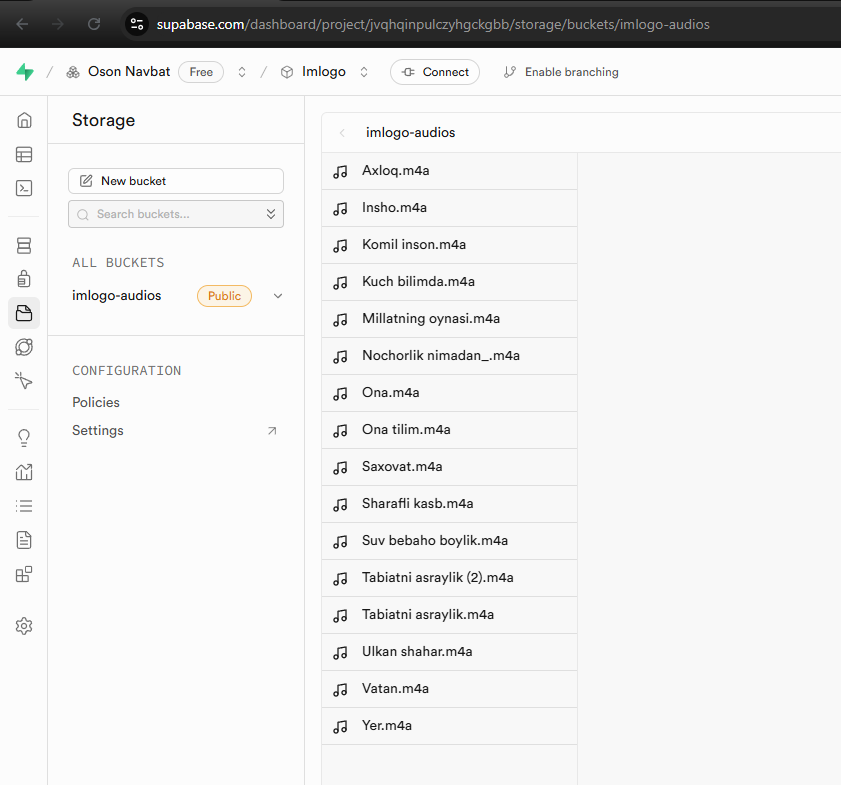 supabase.com/dashboard/project/jvqhqinpulczyhgckgbb/storage/buckets/imlogo-audios
/ Oson Navbat Free / Imlogo Connect Enable branching
Storage
New bucket
Search buckets...
ALL BUCKETS
imlogo-audios Public
CONFIGURATION
Policies
Settings
imlogo-audios
Axloq.m4a
Insho.m4a
Komil inson.m4a
Kuch bilimda.m4a
Millatning oynasi.m4a
Nochorlik nimadan_.m4a
Ona.m4a
Ona tilim.m4a
Saxovat.m4a
Sharafli kasb.m4a
Suv bebaho boylik.m4a
Tabiatni asraylik (2).m4a
Tabiatni asraylik.m4a
Ulkan shahar.m4a
Vatan.m4a
Yer.m4a